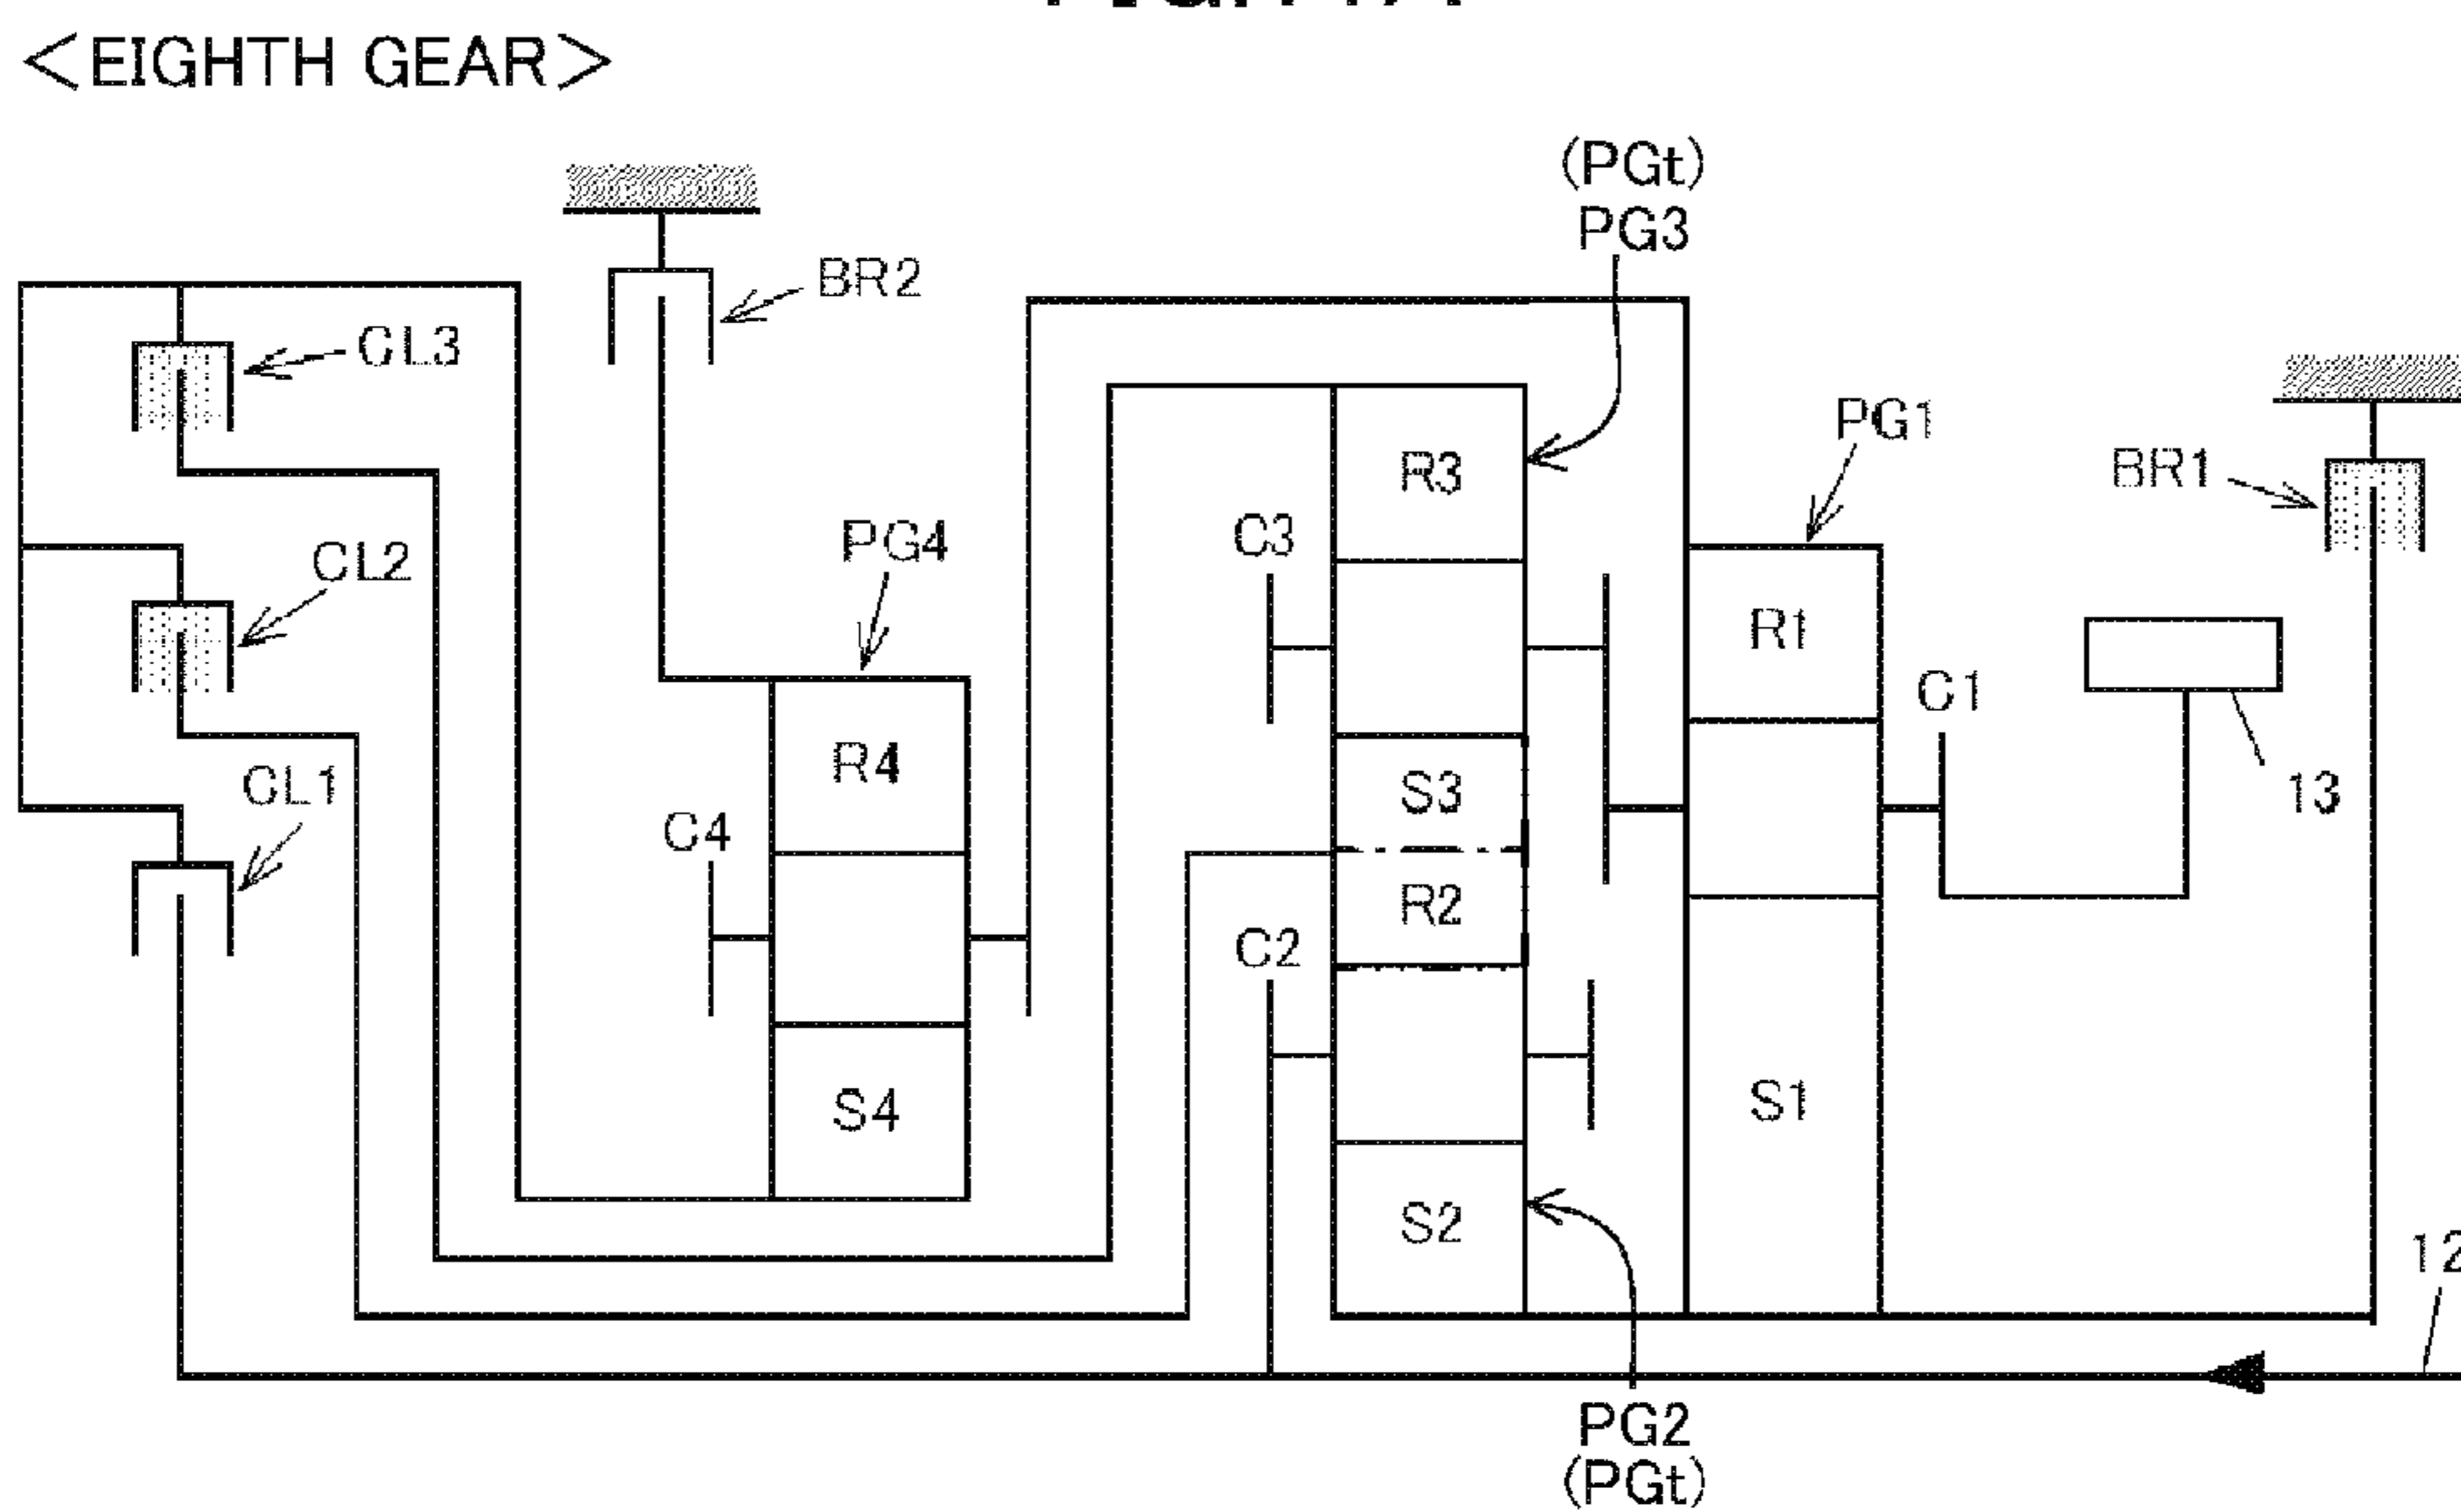 <EIGHTH GEAR>
(PGt)
PG3
BR2
CL3
PG1
BR1
R3
C3
PG4
CL2
R1
C1
R4
CL1
S3
13
C4
R2
C2
S4
S1
S2
12
PG2
(PGt)